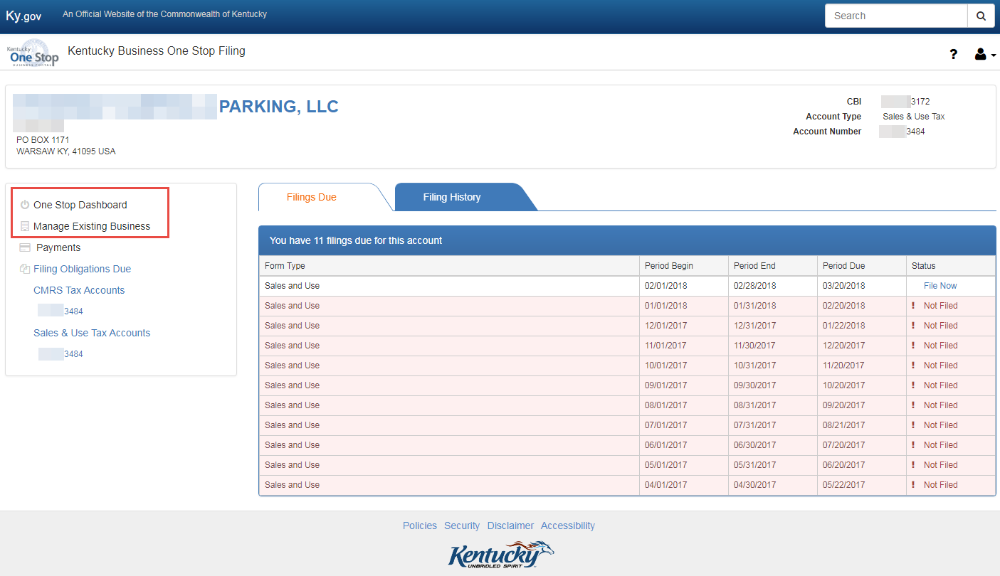 Ky.gov An Official Website of the Commonwealth of Kentucky Search
Kentucky
One Stop
BUSINESS PORTAL
Kentucky Business One Stop Filing ?
PARKING, LLC
PO BOX 1171
WARSAW KY, 41095 USA
CBI 3172
Account Type Sales & Use Tax
Account Number 3484
One Stop Dashboard
Manage Existing Business
Payments
Filing Obligations Due
CMRS Tax Accounts
3484
Sales & Use Tax Accounts
3484
Filings Due Filing History
You have 11 filings due for this account
Form Type Period Begin Period End Period Due Status
Sales and Use 02/01/2018 02/28/2018 03/20/2018 File Now
Sales and Use 01/01/2018 01/31/2018 02/20/2018 ! Not Filed
Sales and Use 12/01/2017 12/31/2017 01/22/2018 ! Not Filed
Sales and Use 11/01/2017 11/30/2017 12/20/2017 ! Not Filed
Sales and Use 10/01/2017 10/31/2017 11/20/2017 ! Not Filed
Sales and Use 09/01/2017 09/30/2017 10/20/2017 ! Not Filed
Sales and Use 08/01/2017 08/31/2017 09/20/2017 ! Not Filed
Sales and Use 07/01/2017 07/31/2017 08/21/2017 ! Not Filed
Sales and Use 06/01/2017 06/30/2017 07/20/2017 ! Not Filed
Sales and Use 05/01/2017 05/31/2017 06/20/2017 ! Not Filed
Sales and Use 04/01/2017 04/30/2017 05/22/2017 ! Not Filed
Policies Security Disclaimer Accessibility
Kentucky
UNBRIDLED SPIRIT